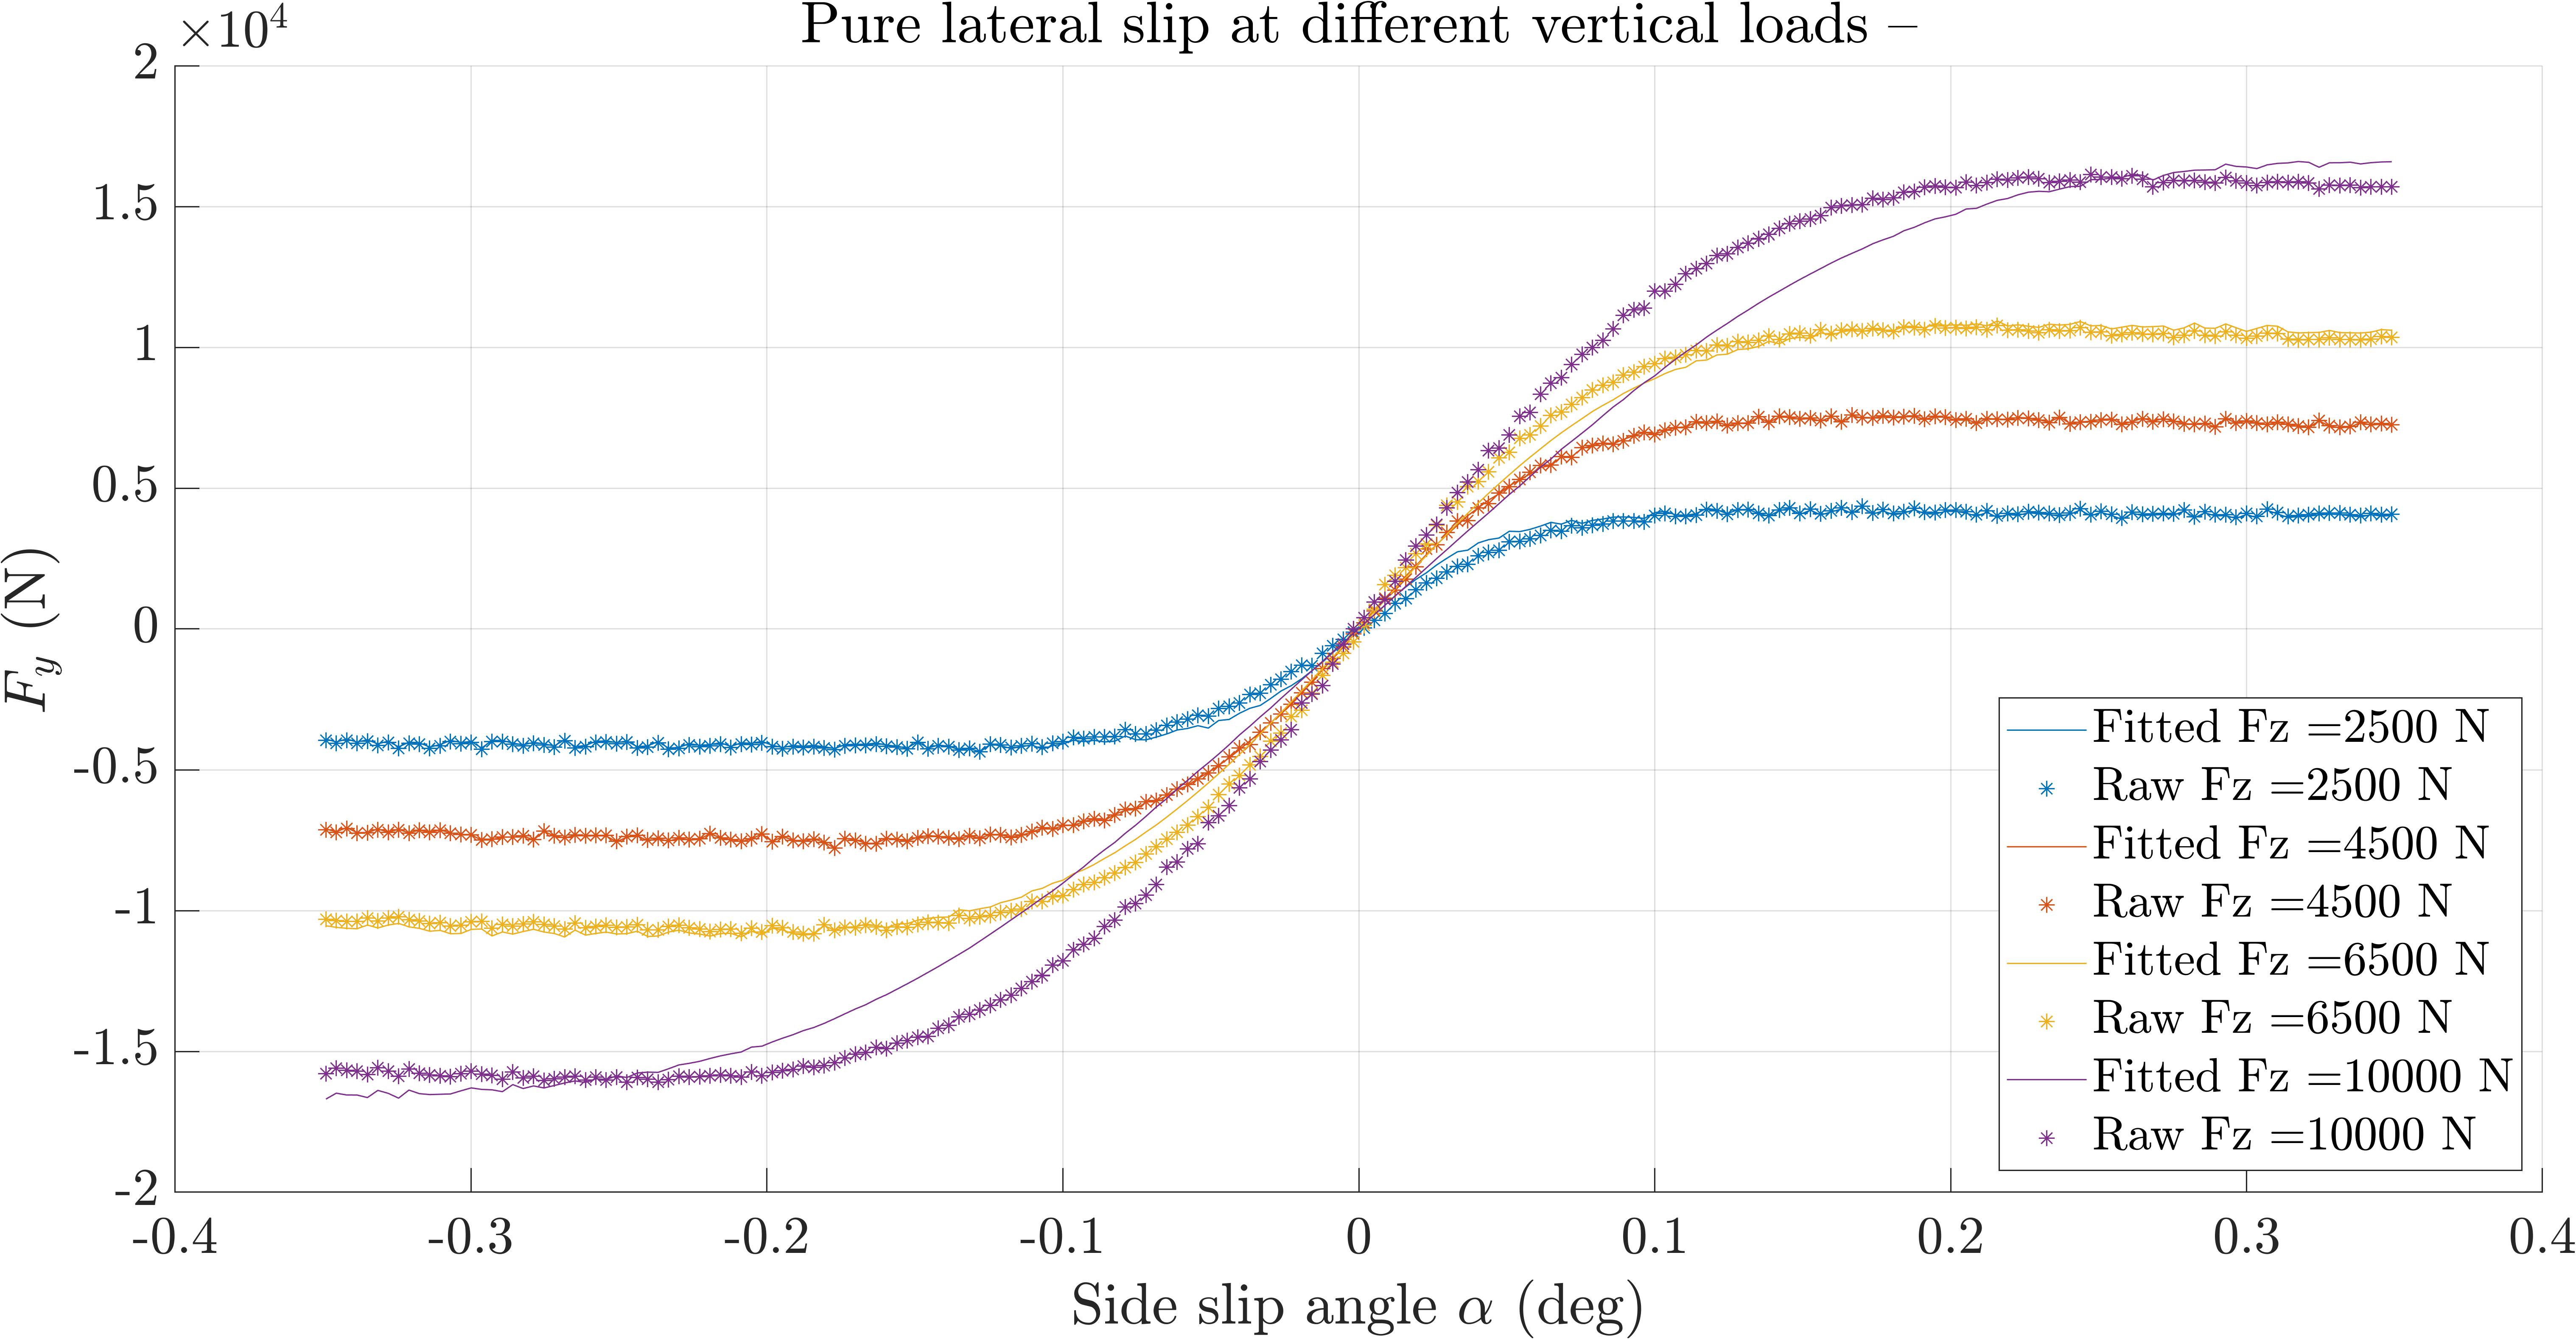 Pure lateral slip at different vertical loads –
×10⁴
2
1.5
1
0.5
0
-0.5
-1
-1.5
-2
F_y (N)
-0.4 -0.3 -0.2 -0.1 0 0.1 0.2 0.3 0.4
Side slip angle α (deg)
Fitted Fz =2500 N
Raw Fz =2500 N
Fitted Fz =4500 N
Raw Fz =4500 N
Fitted Fz =6500 N
Raw Fz =6500 N
Fitted Fz =10000 N
Raw Fz =10000 N